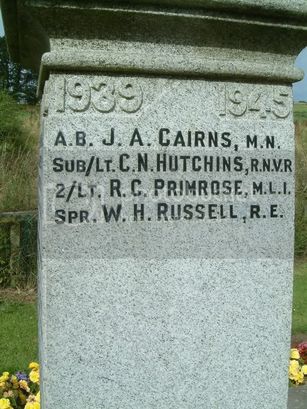 1939 1945
A.B. J. A. CAIRNS, M.N.
SUB/LT. C. N. HUTCHINS, R.N.V.R
2/LT. R. C. PRIMROSE, M.L.I.
SPR. W. H. RUSSELL, R.E.